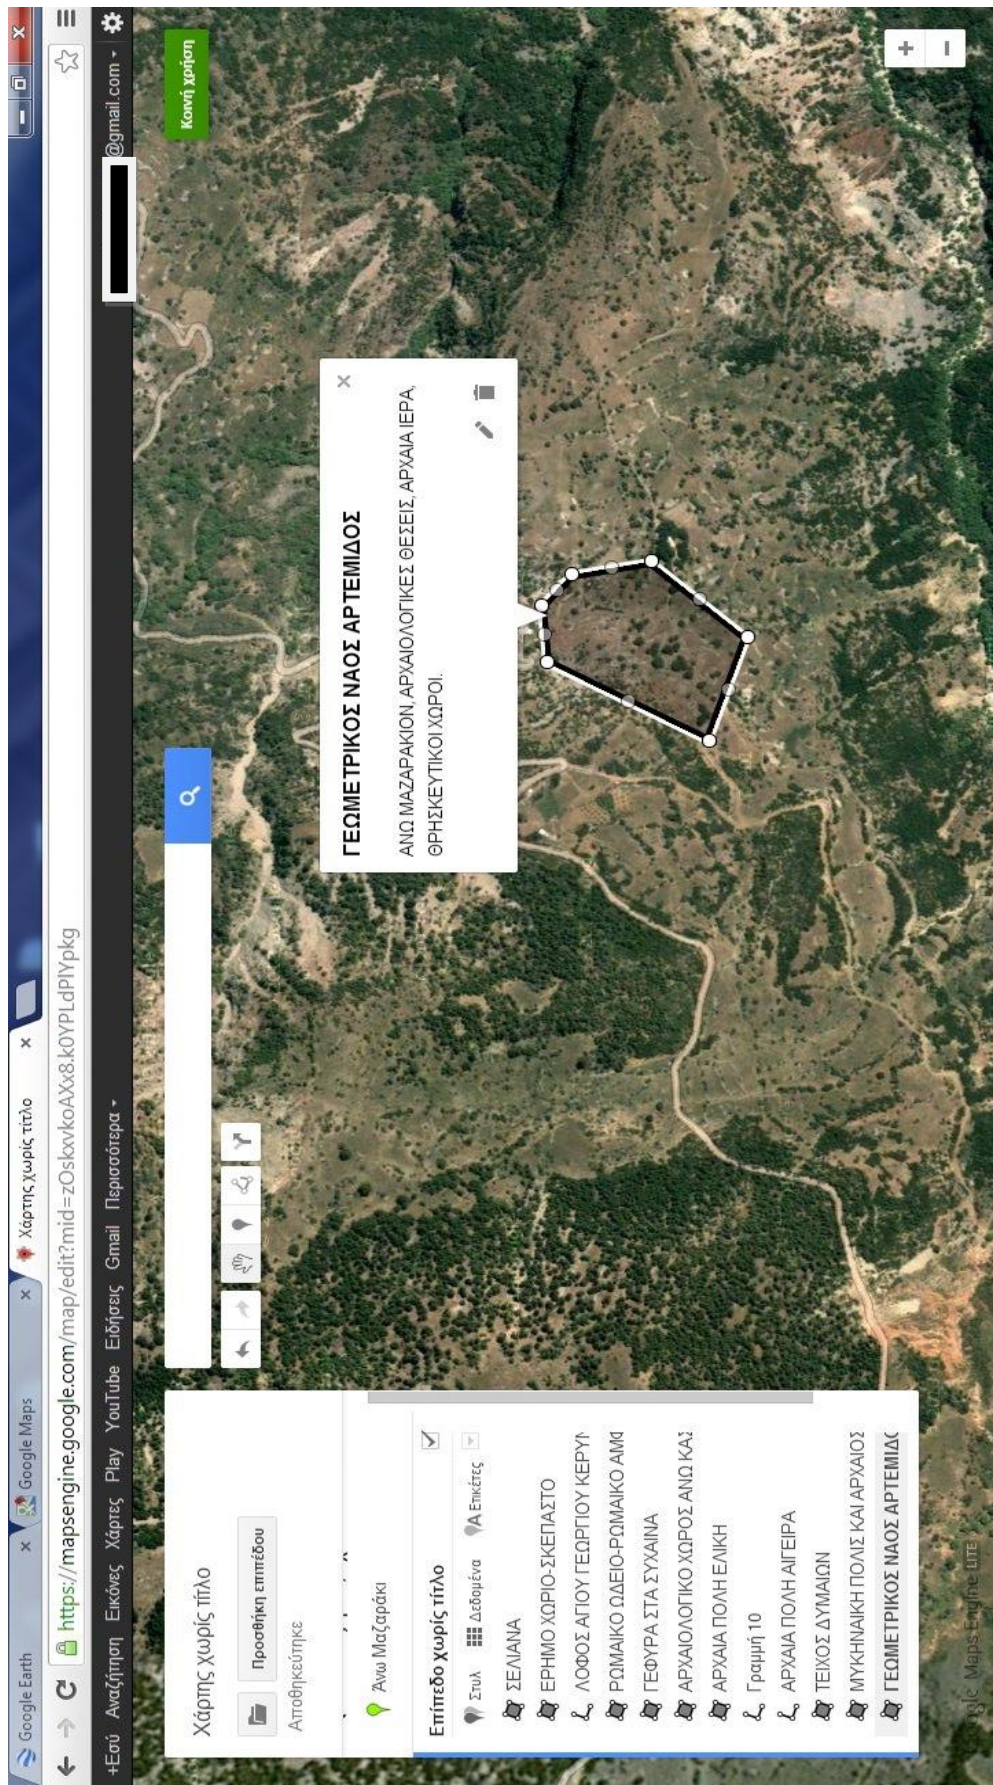 Google Earth
Google Maps
Χάρτης χωρίς τίτλο
https://mapsengine.google.com/map/edit?mid=zOskxvkoAXx8.k0YPLdPIYpkg
+Εσύ Αναζήτηση Εικόνες Χάρτες Play YouTube Ειδήσεις Gmail Περισσότερα
@gmail.com
Χάρτης χωρίς τίτλο
Προσθήκη επιπέδου
Αποθηκεύτηκε
Άνω Μαζαράκι
Επίπεδο χωρίς τίτλο
Στυλ Δεδομένα Ετικέτες
ΣΕΛΙΑΝΑ
ΕΡΗΜΟ ΧΩΡΙΟ-ΣΚΕΠΑΣΤΟ
ΛΟΦΟΣ ΑΓΙΟΥ ΓΕΩΡΓΙΟΥ ΚΕΡΥΝ
ΡΩΜΑΙΚΟ ΩΔΕΙΟ-ΡΩΜΑΙΚΟ ΑΜΦ
ΓΕΦΥΡΑ ΣΤΑ ΣΥΧΑΙΝΑ
ΑΡΧΑΙΟΛΟΓΙΚΟ ΧΩΡΟΣ ΑΝΩ ΚΑΣ
ΑΡΧΑΙΑ ΠΟΛΗ ΕΛΙΚΗ
Γραμμή 10
ΑΡΧΑΙΑ ΠΟΛΗ ΑΙΓΕΙΡΑ
ΤΕΙΧΟΣ ΔΥΜΑΙΩΝ
ΜΥΚΗΝΑΙΚΗ ΠΟΛΙΣ ΚΑΙ ΑΡΧΑΙΟΣ
ΓΕΩΜΕΤΡΙΚΟΣ ΝΑΟΣ ΑΡΤΕΜΙΔΟ
Κοινή χρήση
ΓΕΩΜΕΤΡΙΚΟΣ ΝΑΟΣ ΑΡΤΕΜΙΔΟΣ
ΑΝΩ ΜΑΖΑΡΑΚΙΟΝ, ΑΡΧΑΙΟΛΟΓΙΚΕΣ ΘΕΣΕΙΣ, ΑΡΧΑΙΑ ΙΕΡΑ,
ΘΡΗΣΚΕΥΤΙΚΟΙ ΧΩΡΟΙ.
Maps Engine LITE